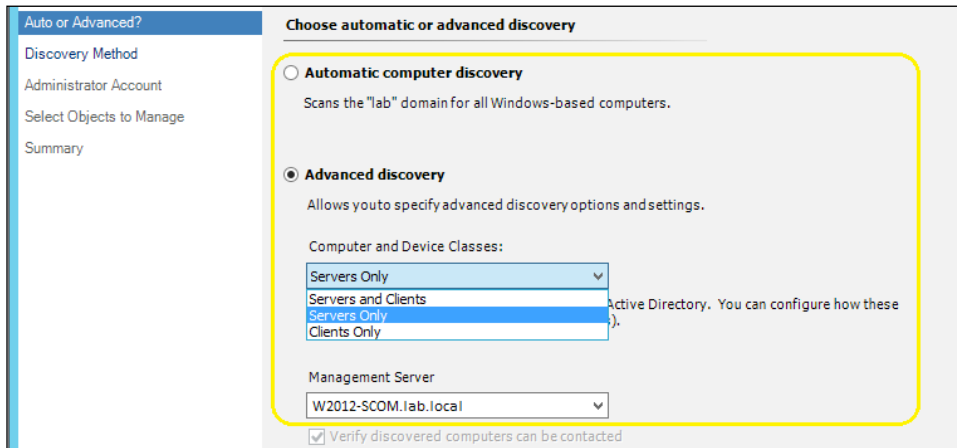 Auto or Advanced?
Discovery Method
Administrator Account
Select Objects to Manage
Summary
Choose automatic or advanced discovery
Automatic computer discovery
Scans the "lab" domain for all Windows-based computers.
Advanced discovery
Allows you to specify advanced discovery options and settings.
Computer and Device Classes:
Servers Only
Servers and Clients
Active Directory. You can configure how these
Servers Only
).
Clients Only
Management Server
W2012-SCOM.lab.local
Verify discovered computers can be contacted